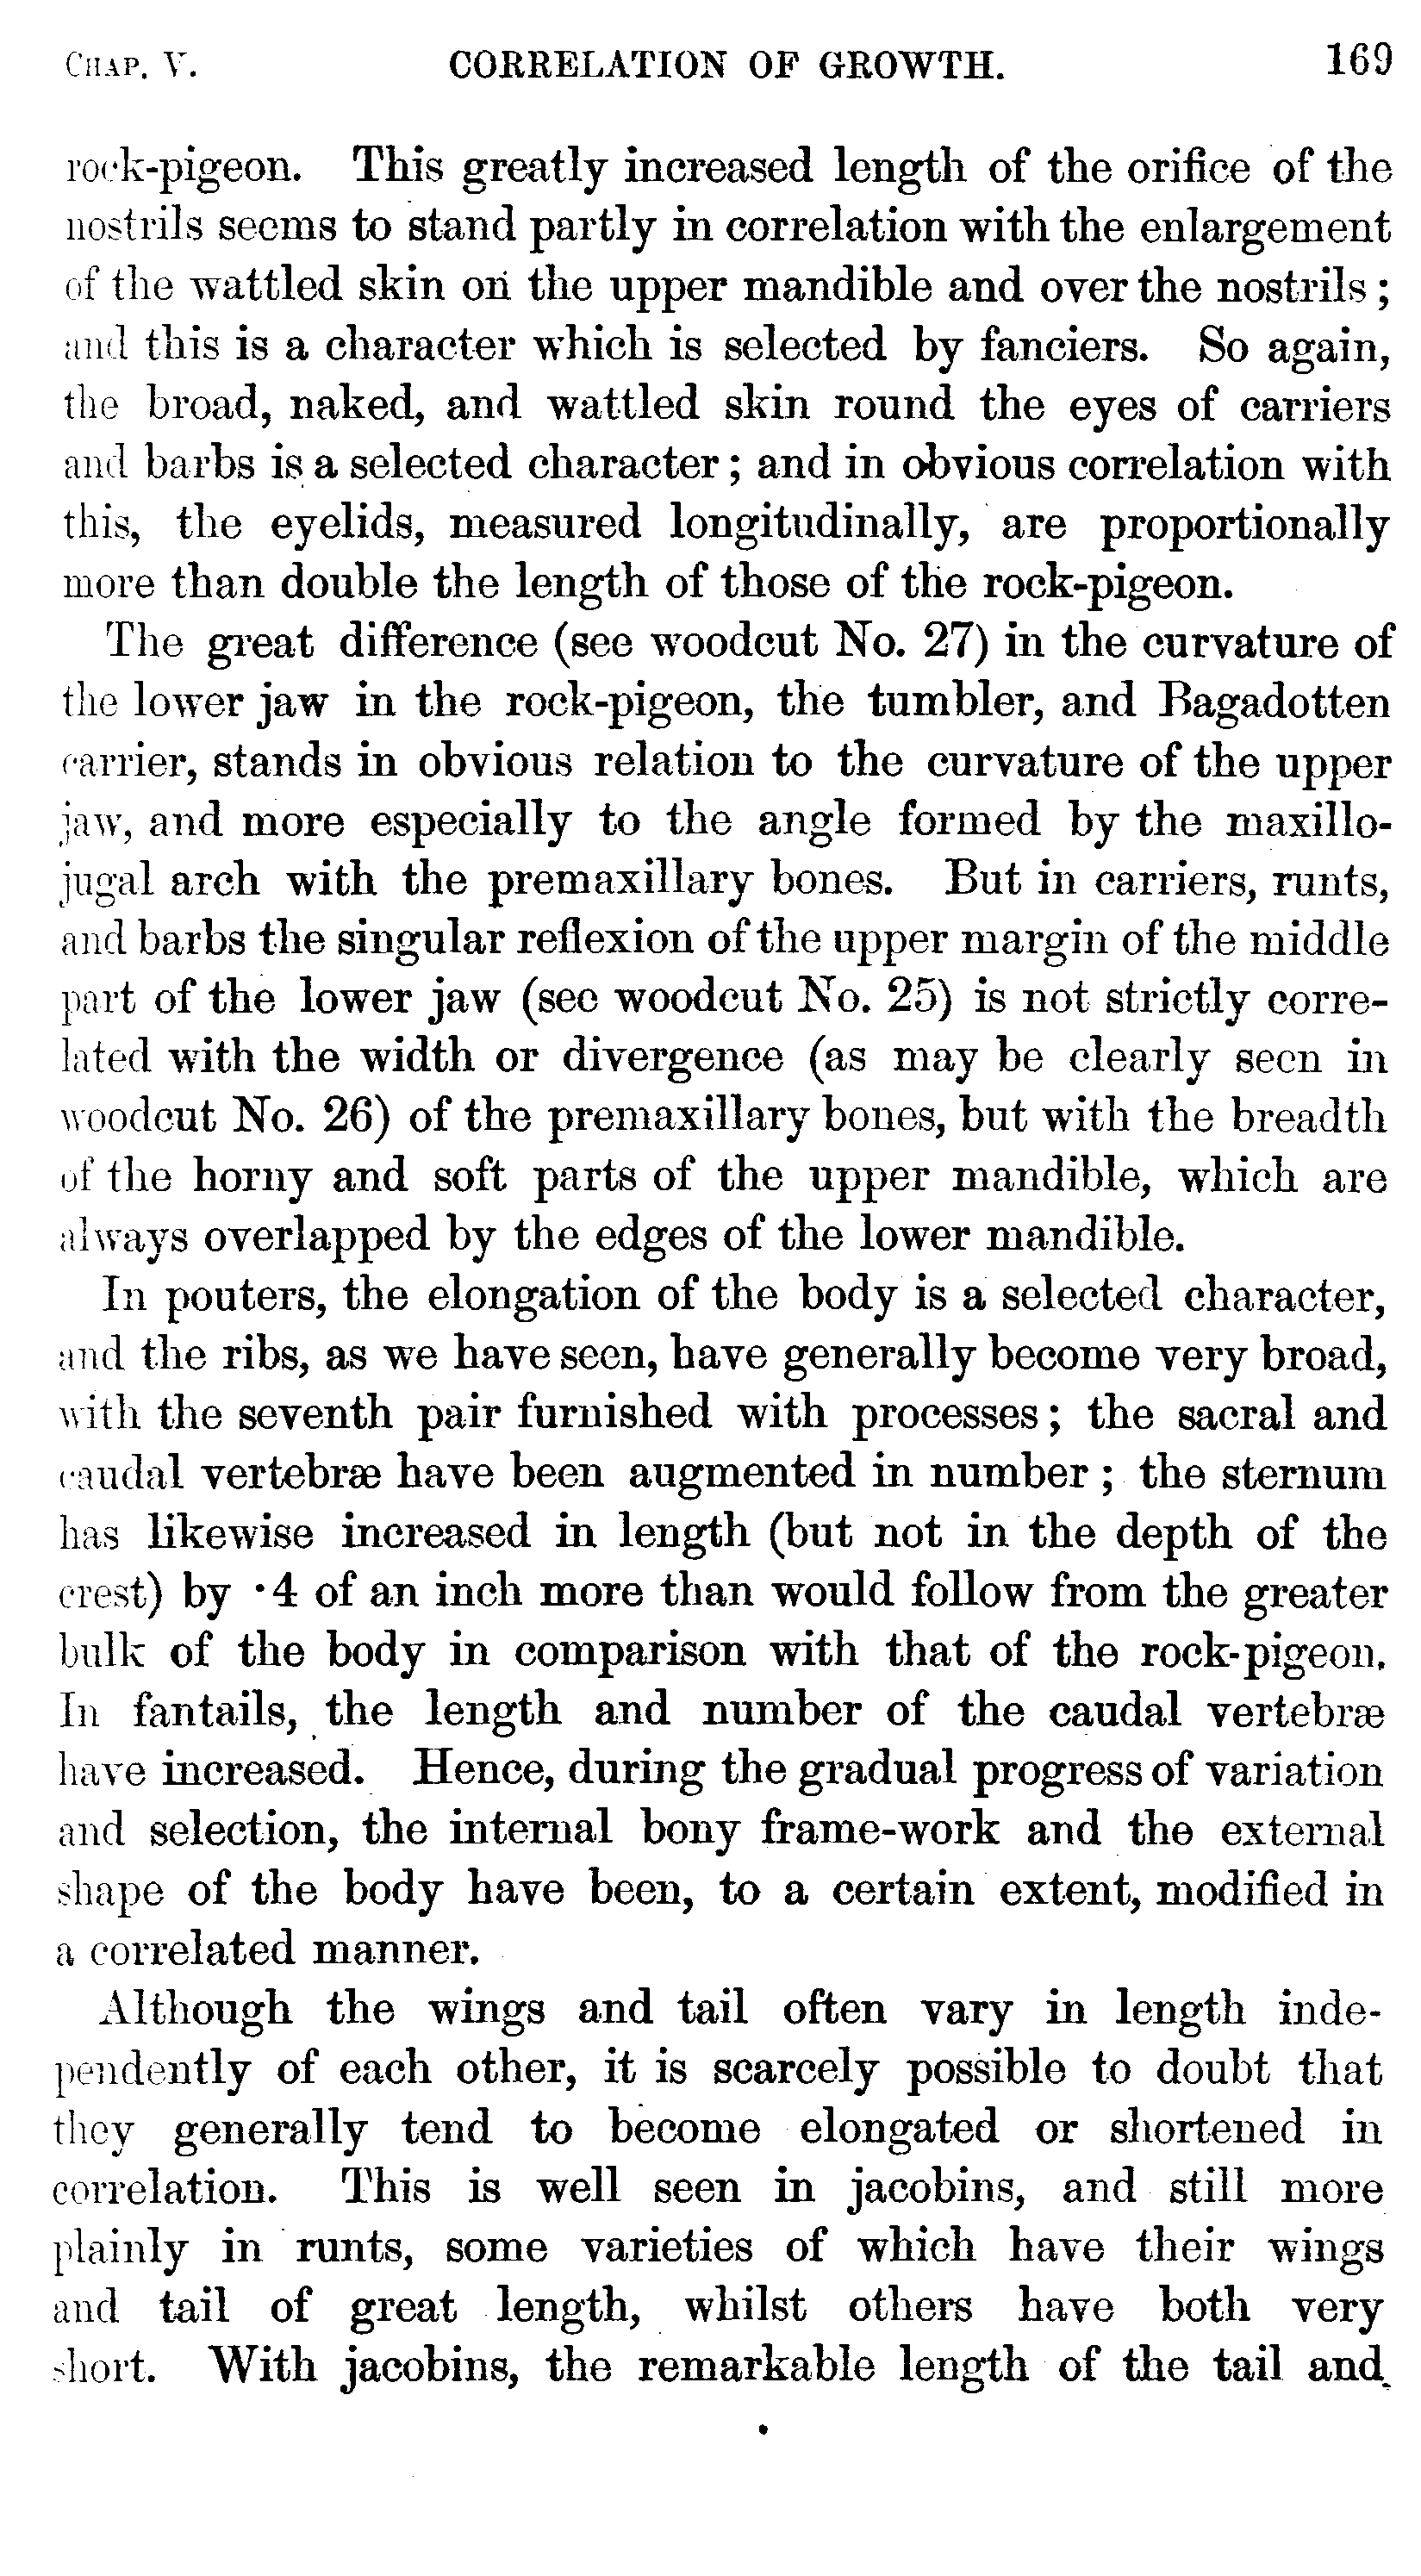 CHAP. V. CORRELATION OF GROWTH. 169
rock-pigeon. This greatly increased length of the orifice of the
nostrils seems to stand partly in correlation with the enlargement
of the wattled skin on the upper mandible and over the nostrils;
and this is a character which is selected by fanciers. So again,
the broad, naked, and wattled skin round the eyes of carriers
and barbs is a selected character; and in obvious correlation with
this, the eyelids, measured longitudinally, are proportionally
more than double the length of those of the rock-pigeon.
The great difference (see woodcut No. 27) in the curvature of
the lower jaw in the rock-pigeon, the tumbler, and Bagadotten
carrier, stands in obvious relation to the curvature of the upper
jaw, and more especially to the angle formed by the maxillo-
jugal arch with the premaxillary bones. But in carriers, runts,
and barbs the singular reflexion of the upper margin of the middle
part of the lower jaw (see woodcut No. 25) is not strictly corre-
lated with the width or divergence (as may be clearly seen in
woodcut No. 26) of the premaxillary bones, but with the breadth
of the horny and soft parts of the upper mandible, which are
always overlapped by the edges of the lower mandible.
In pouters, the elongation of the body is a selected character,
and the ribs, as we have seen, have generally become very broad,
with the seventh pair furnished with processes; the sacral and
caudal vertebræ have been augmented in number; the sternum
has likewise increased in length (but not in the depth of the
crest) by ·4 of an inch more than would follow from the greater
bulk of the body in comparison with that of the rock-pigeon.
In fantails, the length and number of the caudal vertebræ
have increased. Hence, during the gradual progress of variation
and selection, the internal bony frame-work and the external
shape of the body have been, to a certain extent, modified in
a correlated manner.
Although the wings and tail often vary in length inde-
pendently of each other, it is scarcely possible to doubt that
they generally tend to become elongated or shortened in
correlation. This is well seen in jacobins, and still more
plainly in runts, some varieties of which have their wings
and tail of great length, whilst others have both very
short. With jacobins, the remarkable length of the tail and